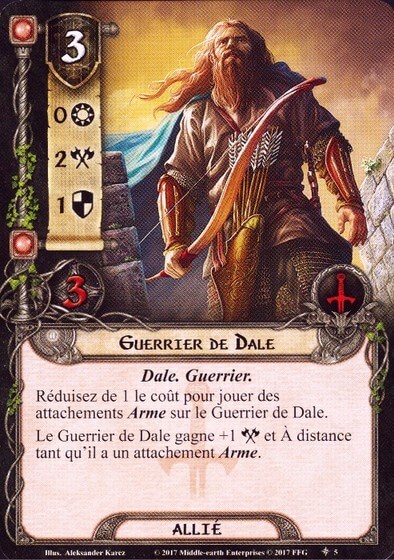 3
0
2
1
3
GUERRIER DE DALE
Dale. Guerrier.
Réduisez de 1 le coût pour jouer des
attachements Arme sur le Guerrier de Dale.
Le Guerrier de Dale gagne +1 et À distance
tant qu'il a un attachement Arme.
ALLIÉ
Illus. Aleksander Karcz © 2017 Middle-earth Enterprises © 2017 FFG 5